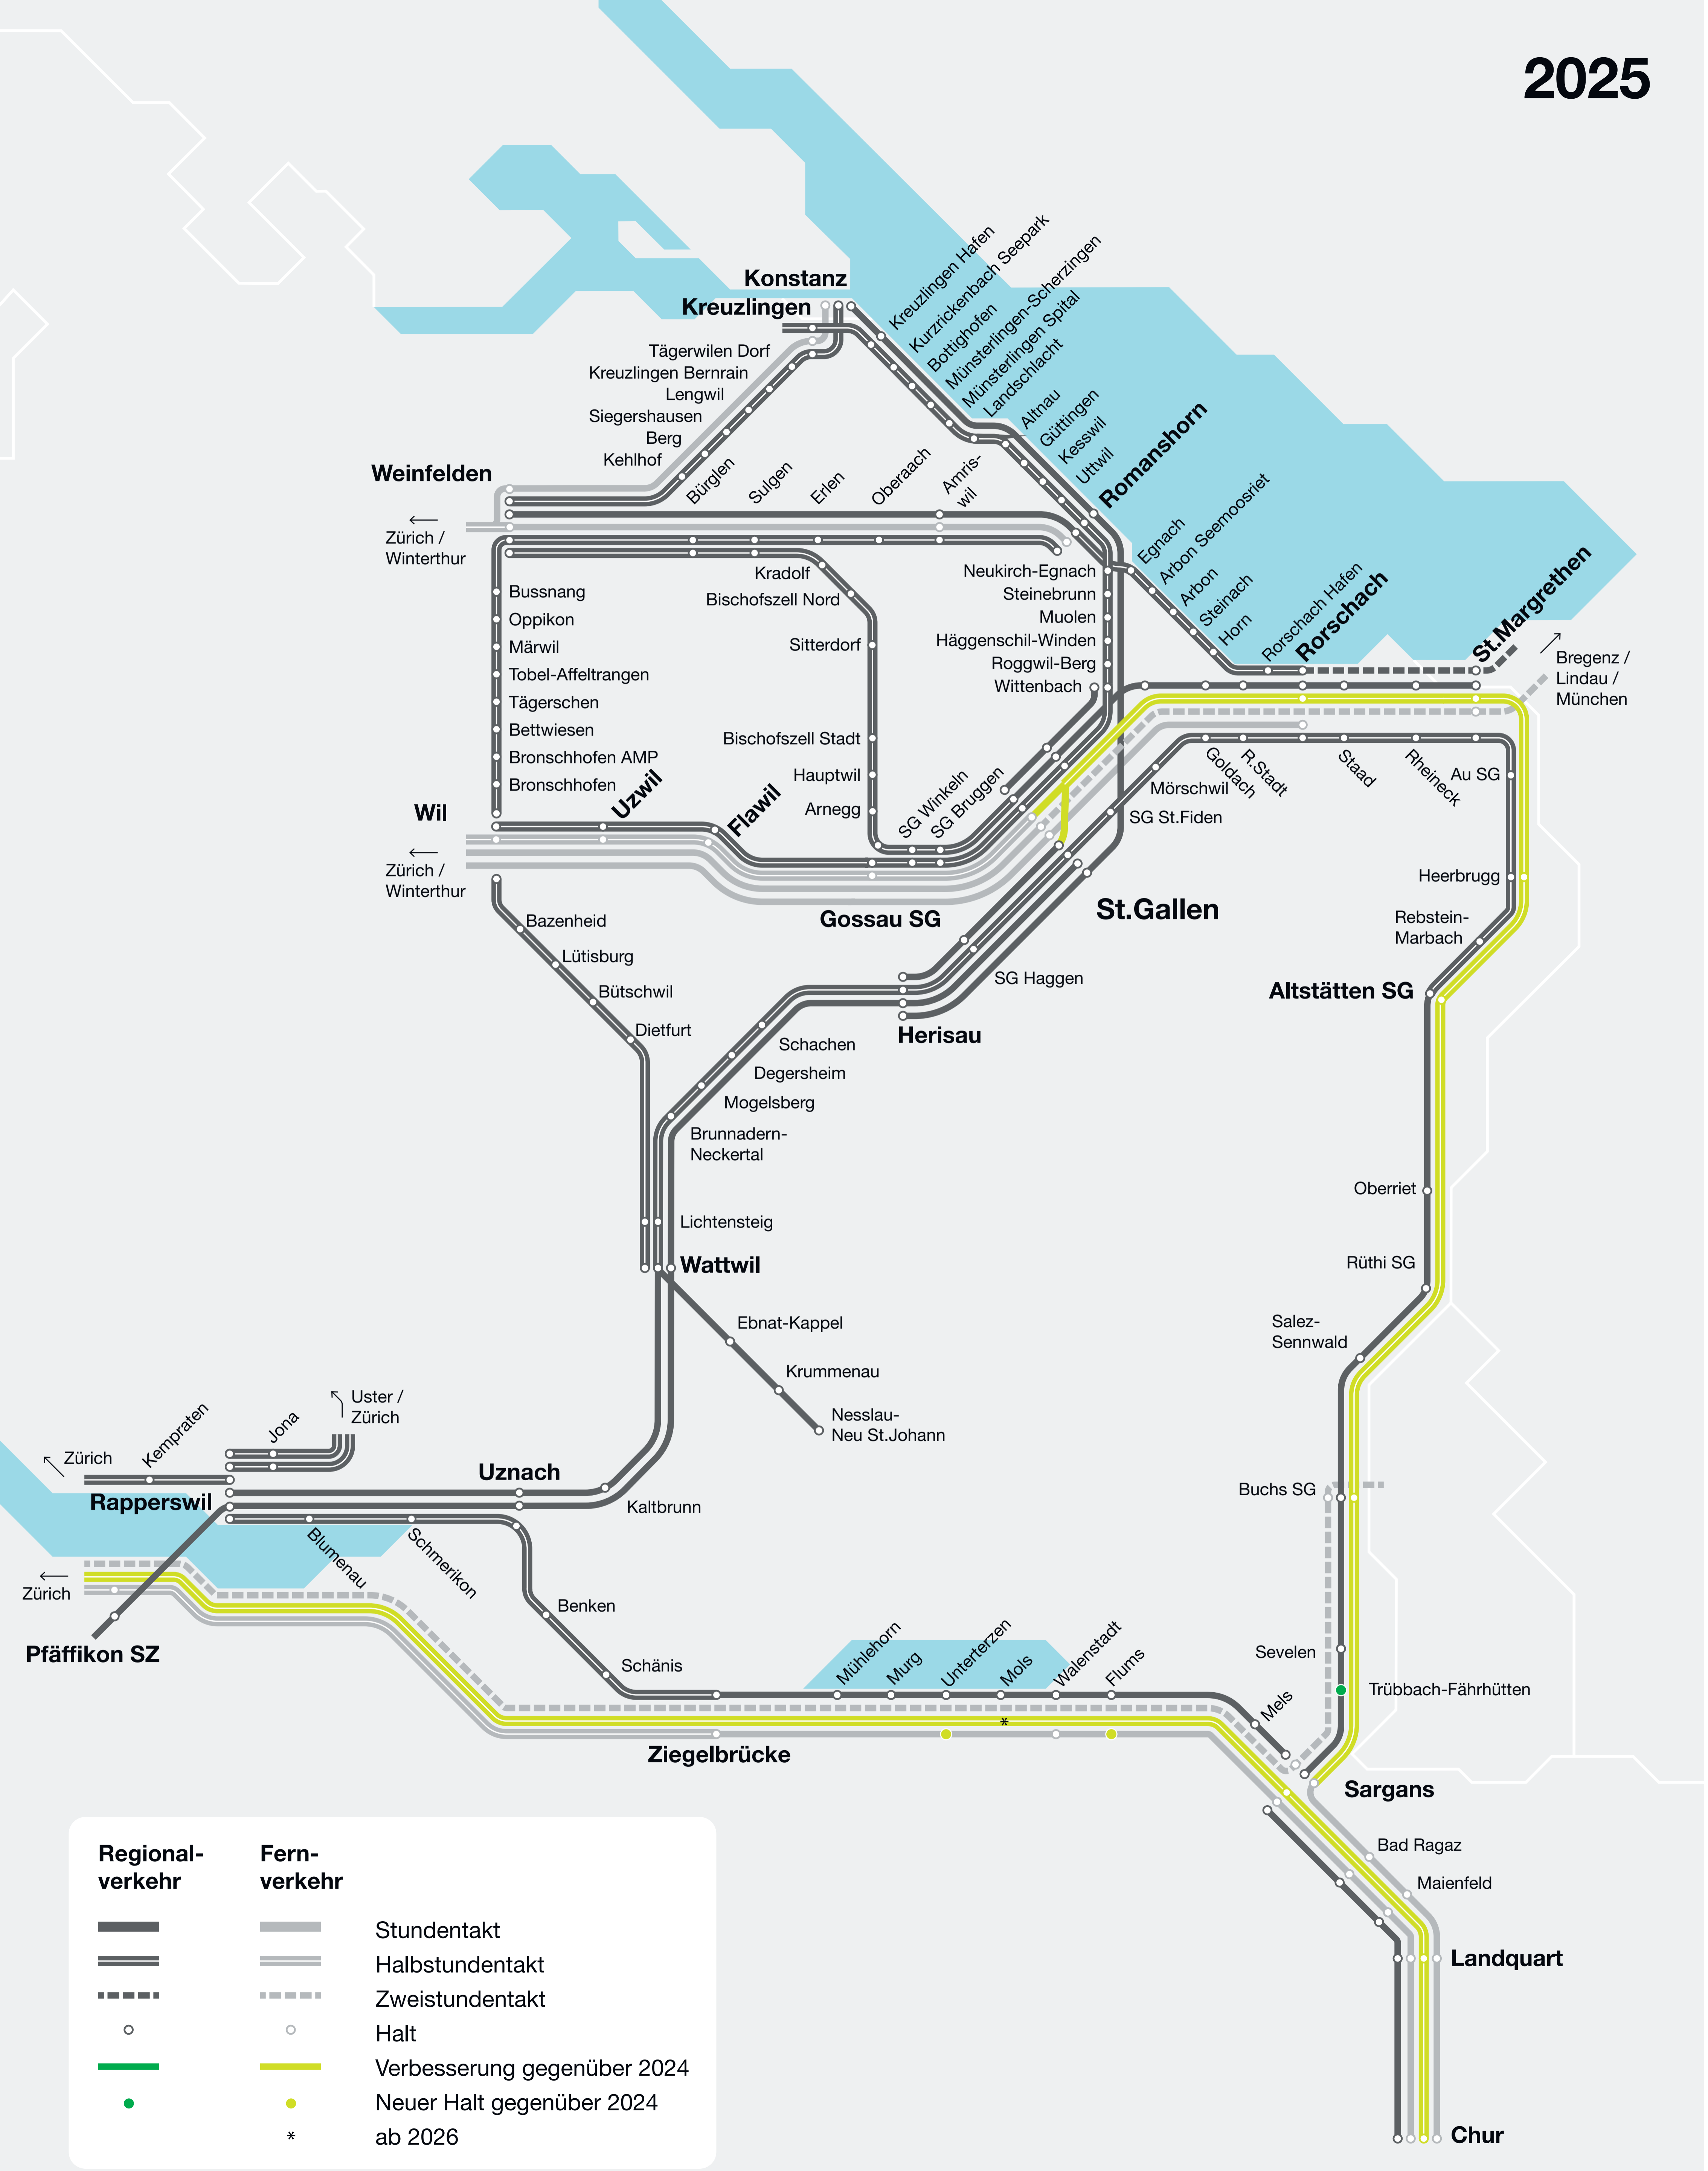 2025
Konstanz
Kreuzlingen
Kreuzlingen Hafen
Kurzrickenbach Seepark
Bottighofen
Münsterlingen-Scherzingen
Münsterlingen Spital
Landschlacht
Altnau
Güttingen
Kesswil
Uttwil
Romanshorn
Tägerwilen Dorf
Kreuzlingen Bernrain
Lengwil
Siegershausen
Berg
Kehlhof
Weinfelden
Bürglen
Sulgen
Erlen
Oberaach
Amris-
wil
Zürich /
Winterthur
Egnach
Arbon Seemoosriet
Arbon
Steinach
Horn
Rorschach Hafen
Rorschach
St.Margrethen
Bregenz /
Lindau /
München
Kradolf
Bischofszell Nord
Sitterdorf
Bischofszell Stadt
Hauptwil
Arnegg
Neukirch-Egnach
Steinebrunn
Muolen
Häggenschil-Winden
Roggwil-Berg
Wittenbach
Bussnang
Oppikon
Märwil
Tobel-Affeltrangen
Tägerschen
Bettwiesen
Bronschhofen AMP
Bronschhofen
Wil
Uzwil
Flawil
SG Winkeln
SG Bruggen
Zürich /
Winterthur
Gossau SG
St.Gallen
Mörschwil
SG St.Fiden
Goldach
R.Stadt
Staad
Rheineck
Au SG
Heerbrugg
Rebstein-
Marbach
Altstätten SG
Oberriet
Rüthi SG
Salez-
Sennwald
Buchs SG
Sevelen
Trübbach-Fährhütten
Sargans
Bazenheid
Lütisburg
Bütschwil
Dietfurt
SG Haggen
Herisau
Schachen
Degersheim
Mogelsberg
Brunnadern-
Neckertal
Lichtensteig
Wattwil
Ebnat-Kappel
Krummenau
Nesslau-
Neu St.Johann
Uster /
Zürich
Jona
Kempraten
Zürich
Rapperswil
Uznach
Kaltbrunn
Blumenau
Schmerikon
Zürich
Pfäffikon SZ
Benken
Schänis
Ziegelbrücke
Mühlehorn
Murg
Unterterzen
Mols
Walenstadt
Flums
*
Mels
Bad Ragaz
Maienfeld
Landquart
Chur
Regional-
verkehr
Fern-
verkehr
Stundentakt
Halbstundentakt
Zweistundentakt
Halt
Verbesserung gegenüber 2024
Neuer Halt gegenüber 2024
* ab 2026